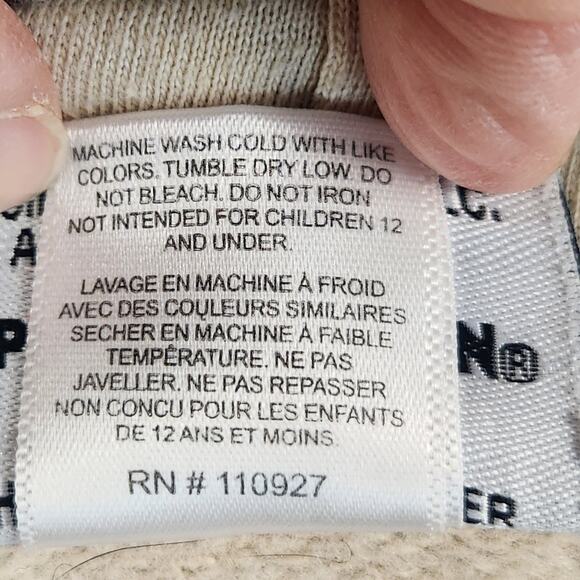 MACHINE WASH COLD WITH LIKE
COLORS. TUMBLE DRY LOW. DO
NOT BLEACH. DO NOT IRON
NOT INTENDED FOR CHILDREN 12
AND UNDER.
LAVAGE EN MACHINE À FROID
AVEC DES COULEURS SIMILAIRES
SECHER EN MACHINE À FAIBLE
TEMPÉRATURE. NE PAS
JAVELLER. NE PAS REPASSER
NON CONCU POUR LES ENFANTS
DE 12 ANS ET MOINS.
RN # 110927